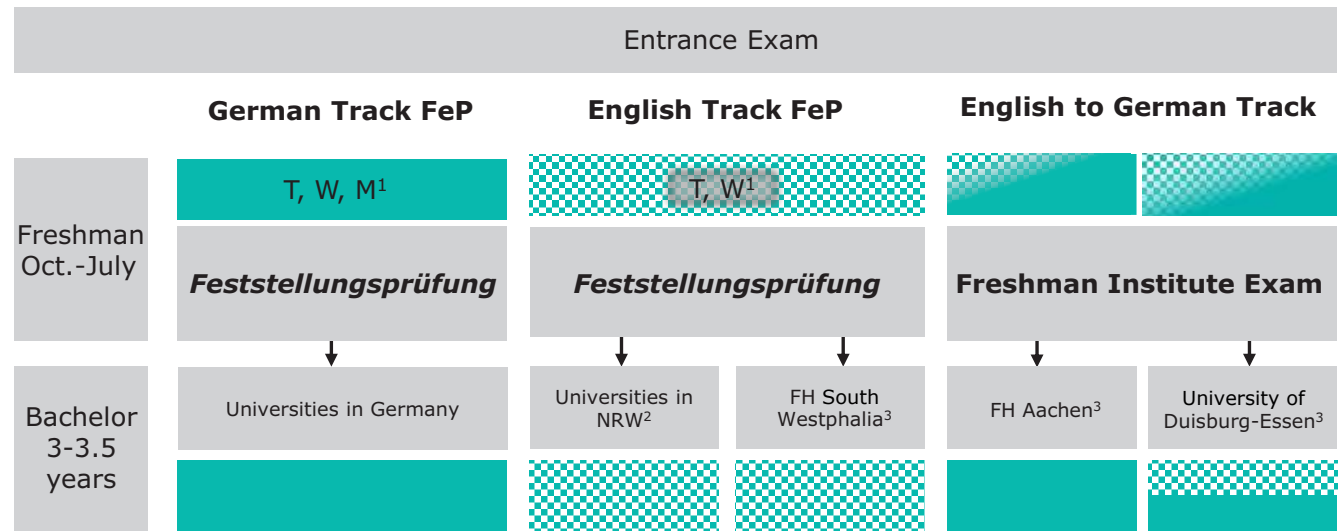 Entrance Exam
German Track FeP
English Track FeP
English to German Track
Freshman
Oct.-July
T, W, M¹
T, W¹
Feststellungsprüfung
Feststellungsprüfung
Freshman Institute Exam
Bachelor
3-3.5
years
Universities in Germany
Universities in
NRW²
FH South
Westphalia³
FH Aachen³
University of
Duisburg-Essen³